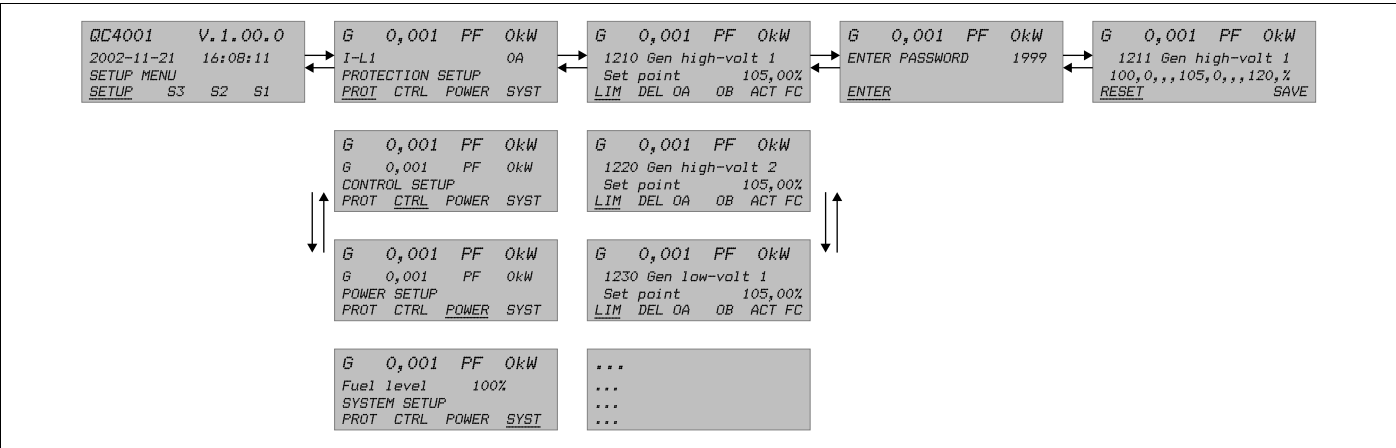 QC4001 V.1.00.0
2002-11-21 16:08:11
SETUP MENU
SETUP S3 S2 S1
G 0,001 PF 0kW
I-L1 0A
PROTECTION SETUP
PROT CTRL POWER SYST
G 0,001 PF 0kW
1210 Gen high-volt 1
Set point 105,00%
LIM DEL OA OB ACT FC
G 0,001 PF 0kW
ENTER PASSWORD 1999
ENTER
G 0,001 PF 0kW
1211 Gen high-volt 1
100,0,,,105,0,,,120,%
RESET SAVE
G 0,001 PF 0kW
G 0,001 PF 0kW
CONTROL SETUP
PROT CTRL POWER SYST
G 0,001 PF 0kW
1220 Gen high-volt 2
Set point 105,00%
LIM DEL OA OB ACT FC
G 0,001 PF 0kW
G 0,001 PF 0kW
POWER SETUP
PROT CTRL POWER SYST
G 0,001 PF 0kW
1230 Gen low-volt 1
Set point 105,00%
LIM DEL OA OB ACT FC
G 0,001 PF 0kW
Fuel level 100%
SYSTEM SETUP
PROT CTRL POWER SYST
...
...
...
...